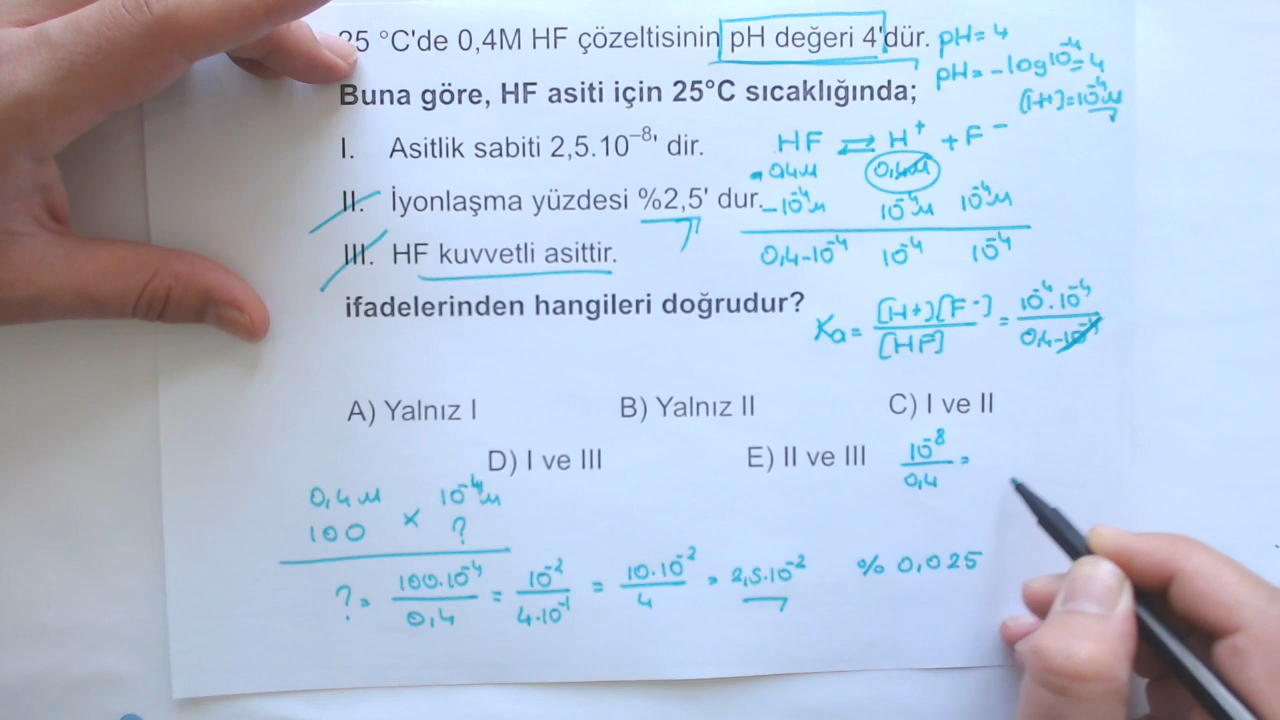 25 °C'de 0,4M HF çözeltisinin pH değeri 4'dür. pH=4
pH=-log10⁻⁴=4
Buna göre, HF asiti için 25°C sıcaklığında; [H+]=10⁻⁴M
I. Asitlik sabiti 2,5.10⁻⁸' dir. HF ⇌ H⁺ + F⁻
0,4M
II. İyonlaşma yüzdesi %2,5' dur. -10⁻⁴M 10⁻⁴M 10⁻⁴M
III. HF kuvvetli asittir. 0,4-10⁻⁴ 10⁻⁴ 10⁻⁴
ifadelerinden hangileri doğrudur?
Ka = [H+][F-] / [HF] = 10⁻⁴.10⁻⁴ / 0,4-10⁻⁴
A) Yalnız I B) Yalnız II C) I ve II
D) I ve III E) II ve III 10⁻⁸ / 0,4 =
0,4M 10⁻⁴M
100 x ?
?= 100.10⁻⁴ / 0,4 = 10⁻² / 4.10⁻¹ = 10.10⁻² / 4 = 2,5.10⁻² % 0,025